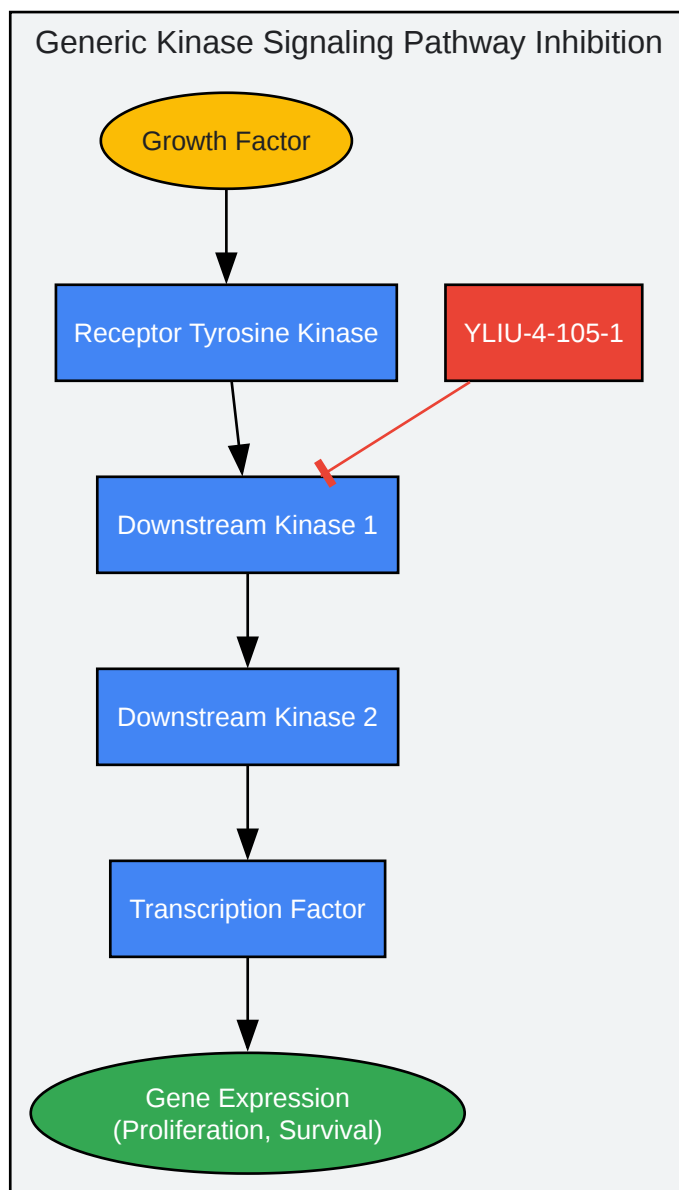 Generic Kinase Signaling Pathway Inhibition
Growth Factor
Receptor Tyrosine Kinase
YLIU-4-105-1
Downstream Kinase 1
Downstream Kinase 2
Transcription Factor
Gene Expression
(Proliferation, Survival)